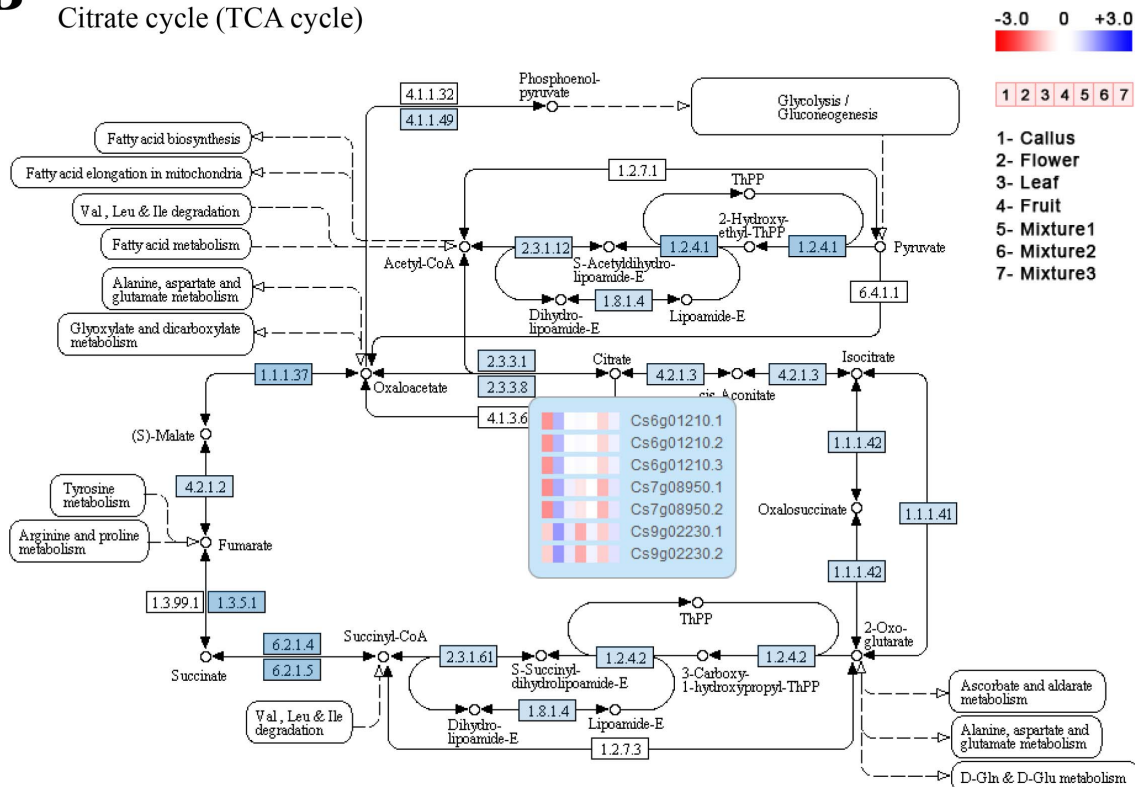 Citrate cycle (TCA cycle)
-3.0 0 +3.0
1 2 3 4 5 6 7
1- Callus
2- Flower
3- Leaf
4- Fruit
5- Mixture1
6- Mixture2
7- Mixture3
Phosphoenol-
pyruvate
4.1.1.32
4.1.1.49
Glycolysis /
Gluconeogenesis
Fatty acid biosynthesis
Fatty acid elongation in mitochondria
Val, Leu & Ile degradation
Fatty acid metabolism
1.2.7.1
ThPP
2-Hydroxy-
ethyl-ThPP
Acetyl-CoA
2.3.1.12
S-Acetyldihydro-
lipoamide-E
1.2.4.1
1.2.4.1
Pyruvate
Alanine, aspartate and
glutamate metabolism
1.8.1.4
Dihydro-
lipoamide-E
Lipoamide-E
6.4.1.1
Glyoxylate and dicarboxylate
metabolism
1.1.1.37
Oxaloacetate
2.3.3.1
2.3.3.8
4.1.3.6
Citrate
4.2.1.3
cis-Aconitate
4.2.1.3
Isocitrate
Cs6g01210.1
Cs6g01210.2
Cs6g01210.3
Cs7g08950.1
Cs7g08950.2
Cs9g02230.1
Cs9g02230.2
(S)-Malate
1.1.1.42
4.2.1.2
Tyrosine
metabolism
Oxalosuccinate
1.1.1.41
Arginine and proline
metabolism
Fumarate
1.1.1.42
1.3.99.1
1.3.5.1
ThPP
2-Oxo-
glutarate
6.2.1.4
6.2.1.5
Succinate
Succinyl-CoA
2.3.1.61
S-Succinyl-
dihydrolipoamide-E
1.2.4.2
3-Carboxy-
1-hydroxypropyl-ThPP
1.2.4.2
Val, Leu & Ile
degradation
Dihydro-
lipoamide-E
1.8.1.4
Lipoamide-E
1.2.7.3
Ascorbate and aldarate
metabolism
Alanine, aspartate and
glutamate metabolism
D-Gln & D-Glu metabolism